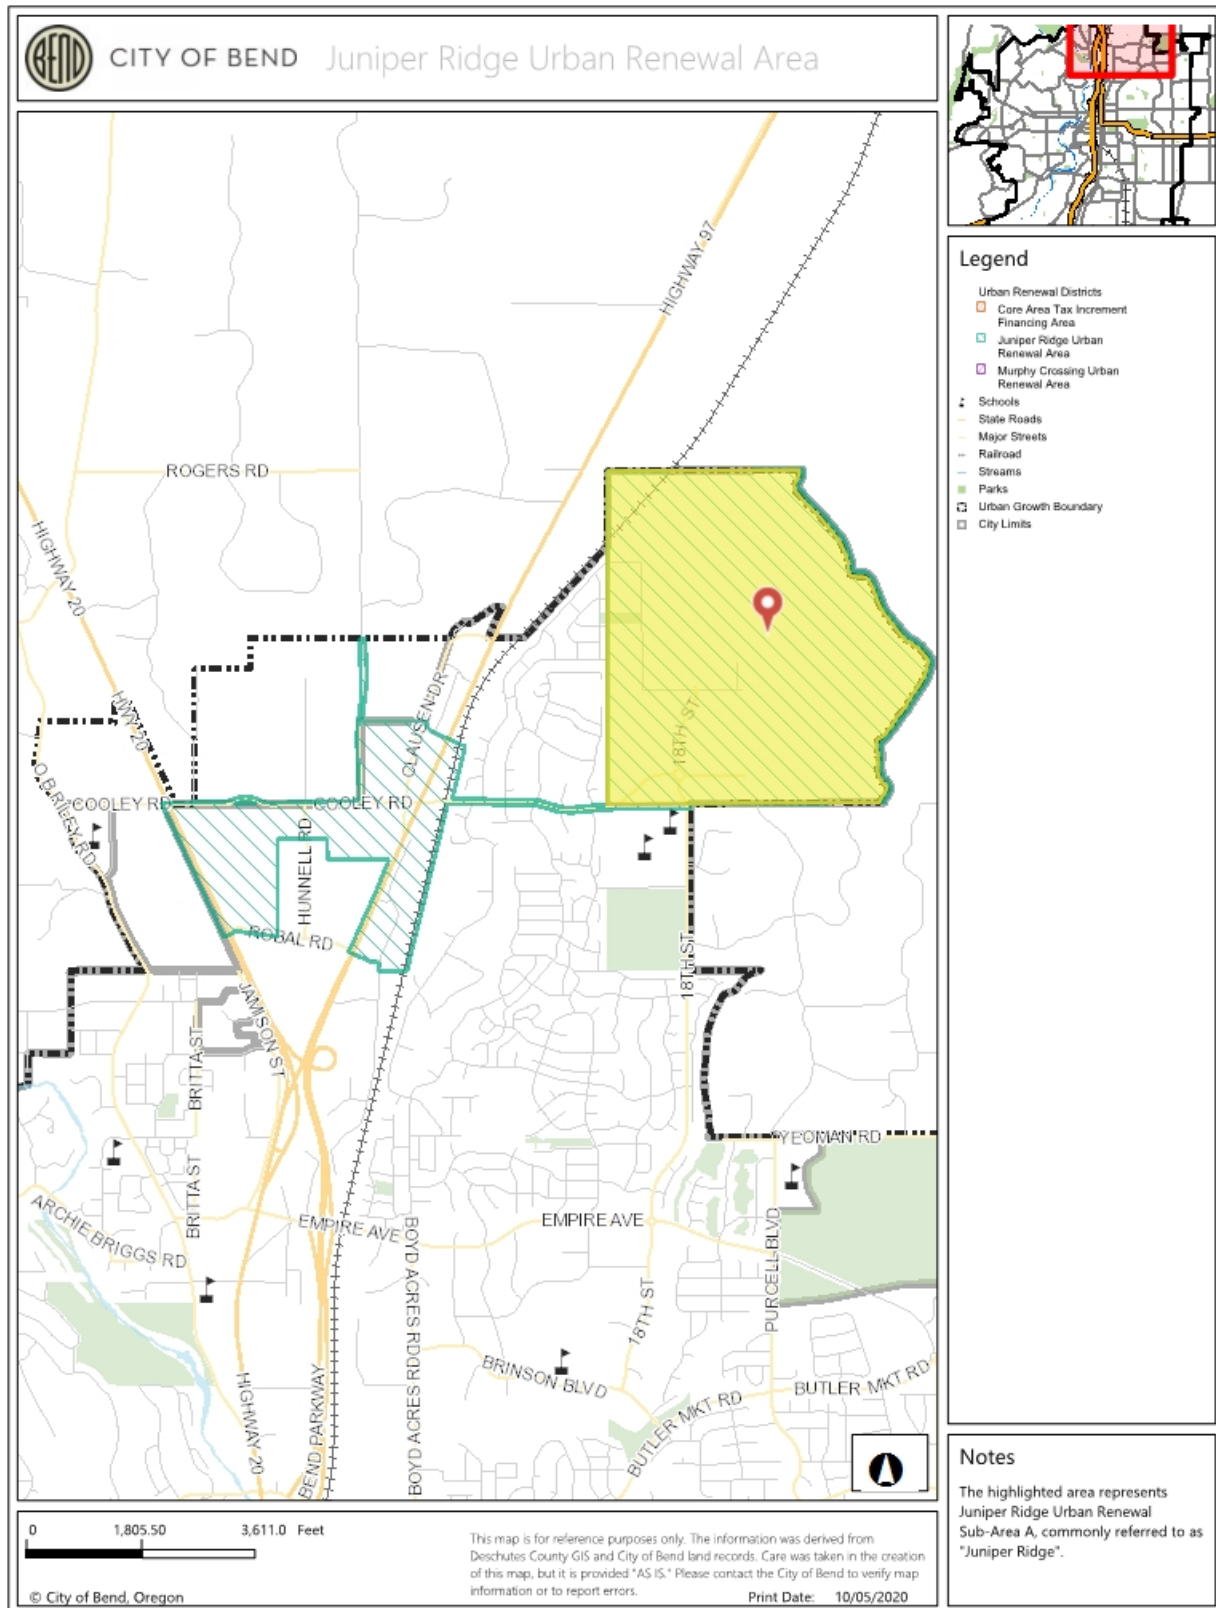 BEND CITY OF BEND Juniper Ridge Urban Renewal Area
HIGHWAY 97
ROGERS RD
HIGHWAY 20
HWY 20
CLAUSEN DR
18TH ST
O B RILEY RD
COOLEY RD
COOLEY RD
HUNNELL RD
ROBAL RD
18TH ST
JAMISON ST
BRITTA ST
YEOMAN RD
BRITTA ST
ARCHIE BRIGGS RD
EMPIRE AVE
EMPIRE AVE
BOYD ACRES RD
PURCELL BLVD
18TH ST
BRINSON BLVD
BUTLER MKT RD
BUTLER MKT RD
HIGHWAY 20
BEND PARKWAY
BOYD ACRES RD
Legend
Urban Renewal Districts
Core Area Tax Increment
Financing Area
Juniper Ridge Urban
Renewal Area
Murphy Crossing Urban
Renewal Area
Schools
State Roads
Major Streets
Railroad
Streams
Parks
Urban Growth Boundary
City Limits
Notes
The highlighted area represents
Juniper Ridge Urban Renewal
Sub-Area A, commonly referred to as
"Juniper Ridge".
0 1,805.50 3,611.0 Feet
© City of Bend, Oregon
This map is for reference purposes only. The information was derived from
Deschutes County GIS and City of Bend land records. Care was taken in the creation
of this map, but it is provided "AS IS." Please contact the City of Bend to verify map
information or to report errors.
Print Date: 10/05/2020